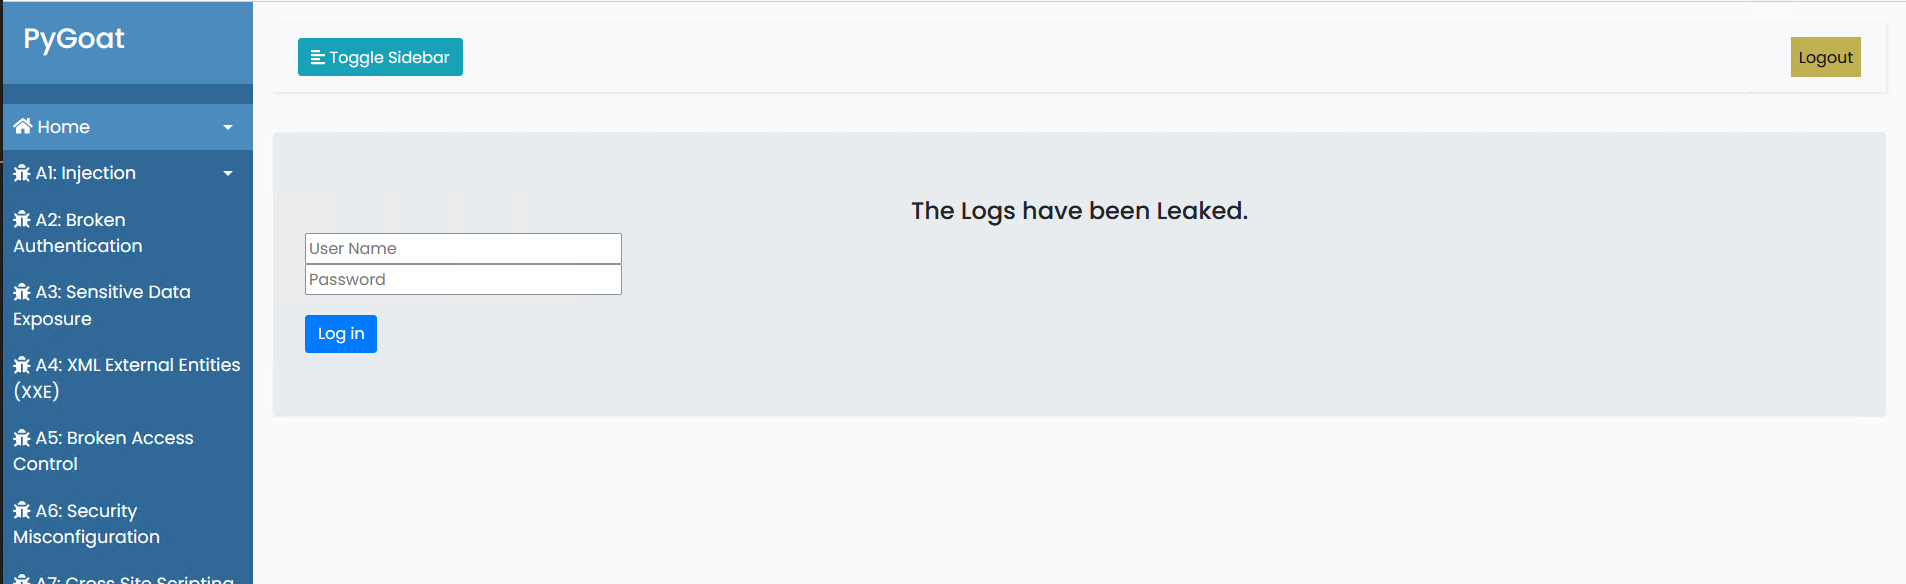 PyGoat
Toggle Sidebar
Logout
Home
A1: Injection
A2: Broken
Authentication
A3: Sensitive Data
Exposure
A4: XML External Entities
(XXE)
A5: Broken Access
Control
A6: Security
Misconfiguration
A7: Cross Site Scripting
The Logs have been Leaked.
User Name
Password
Log in